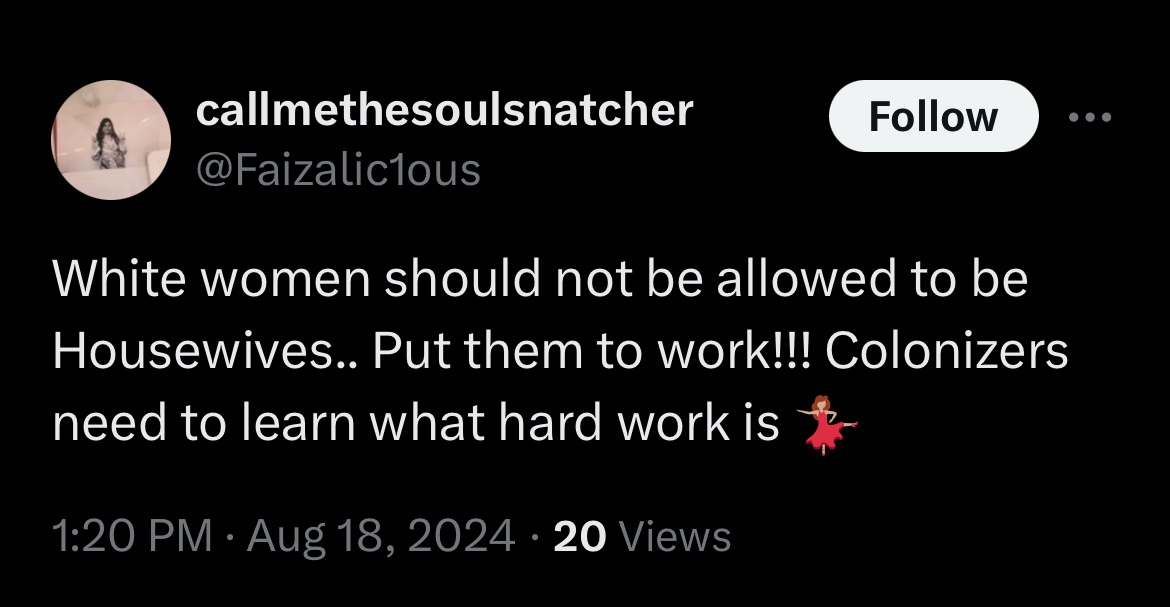 callmethesoulsnatcher
Follow
@Faizalic1ous
White women should not be allowed to be
Housewives.. Put them to work!!! Colonizers
need to learn what hard work is 💃
1:20 PM · Aug 18, 2024 · 20 Views